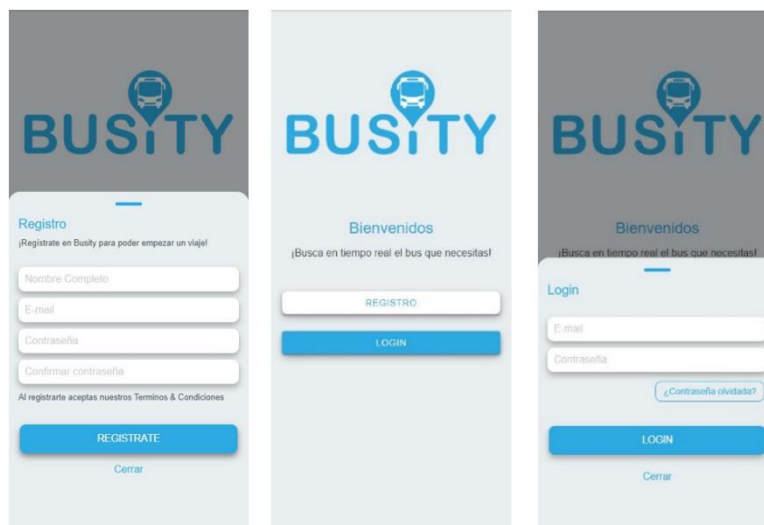 BUSiTY
Registro
¡Registrate en Busity para poder empezar un viaje!
Nombre Completo
E-mail
Contraseña
Confirmar contraseña
Al registrarte aceptas nuestros Terminos & Condiciones
REGISTRATE
Cerrar
BUSiTY
Bienvenidos
¡Busca en tiempo real el bus que necesitas!
REGISTRO
LOGIN
BUSiTY
Bienvenidos
¡Busca en tiempo real el bus que necesitas!
Login
E-mail
Contraseña
¿Contraseña olvidada?
LOGIN
Cerrar